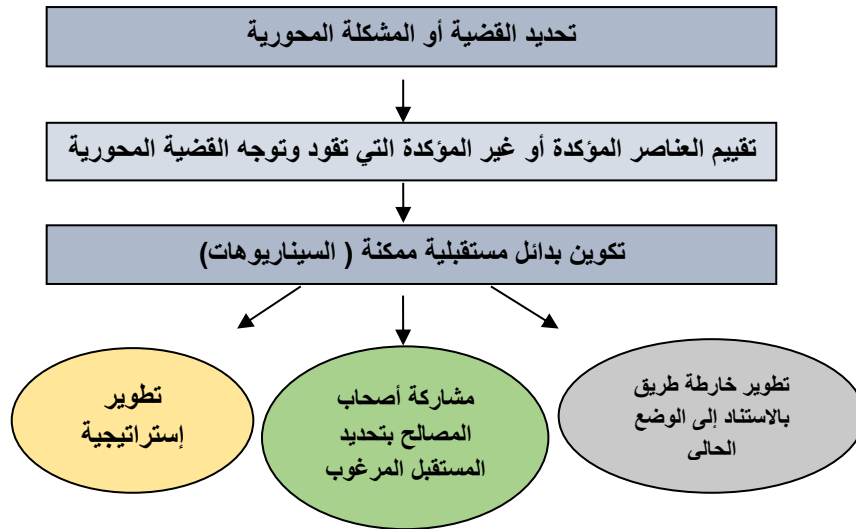 تحديد القضية أو المشكلة المحورية
تقييم العناصر المؤكدة أو غير المؤكدة التي تقود وتوجه القضية المحورية
تكوين بدائل مستقبلية ممكنة ( السيناريوهات)
تطوير خارطة طريق
بالاستناد إلى الوضع
الحالى
مشاركة أصحاب
المصالح بتحديد
المستقبل المرغوب
تطوير
إستراتيجية